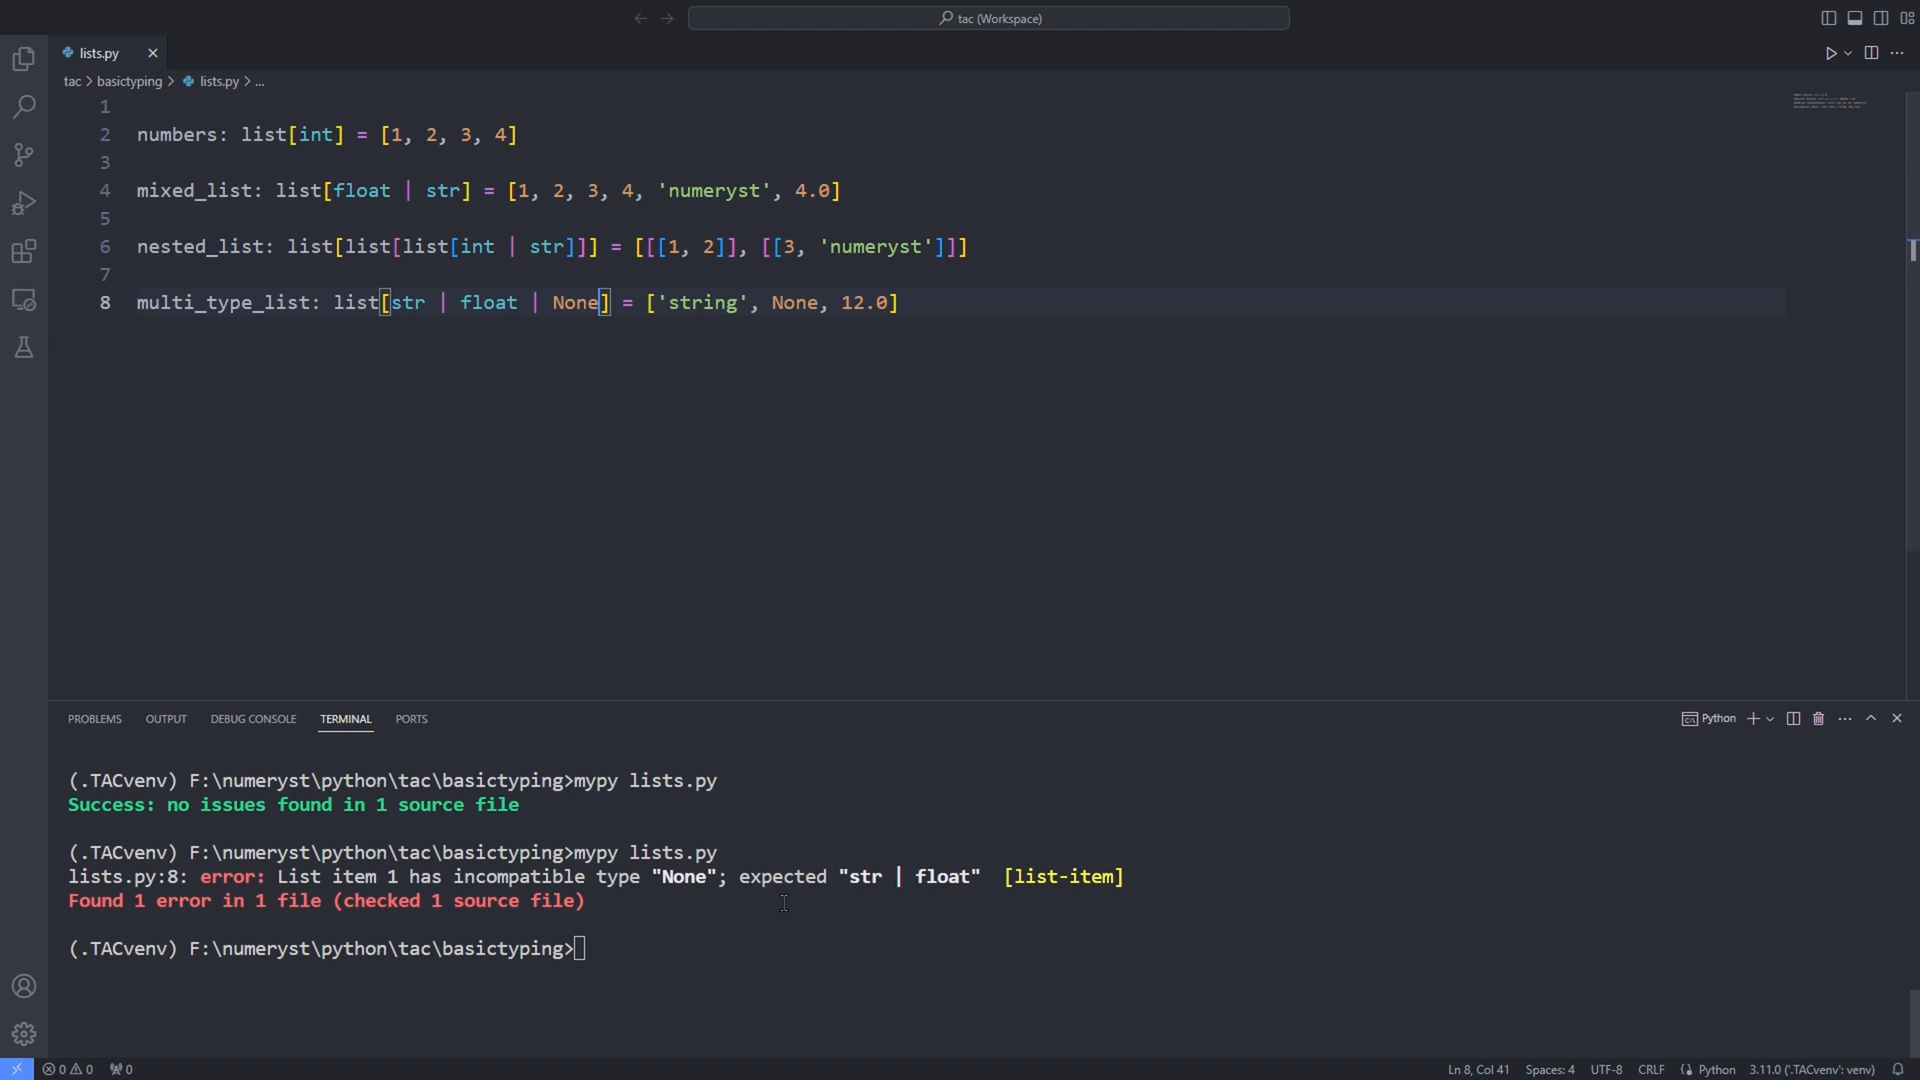 tac (Workspace)
lists.py
tac > basictyping > lists.py > ...
1
2 numbers: list[int] = [1, 2, 3, 4]
3
4 mixed_list: list[float | str] = [1, 2, 3, 4, 'numeryst', 4.0]
5
6 nested_list: list[list[list[int | str]]] = [[[1, 2]], [[3, 'numeryst']]]
7
8 multi_type_list: list[str | float | None] = ['string', None, 12.0]
PROBLEMS OUTPUT DEBUG CONSOLE TERMINAL PORTS Python
(.TACvenv) F:\numeryst\python\tac\basictyping>mypy lists.py
Success: no issues found in 1 source file
(.TACvenv) F:\numeryst\python\tac\basictyping>mypy lists.py
lists.py:8: error: List item 1 has incompatible type "None"; expected "str | float"  [list-item]
Found 1 error in 1 file (checked 1 source file)
(.TACvenv) F:\numeryst\python\tac\basictyping>
0 0 0 Ln 8, Col 41 Spaces: 4 UTF-8 CRLF Python 3.11.0 ('.TACvenv': venv)